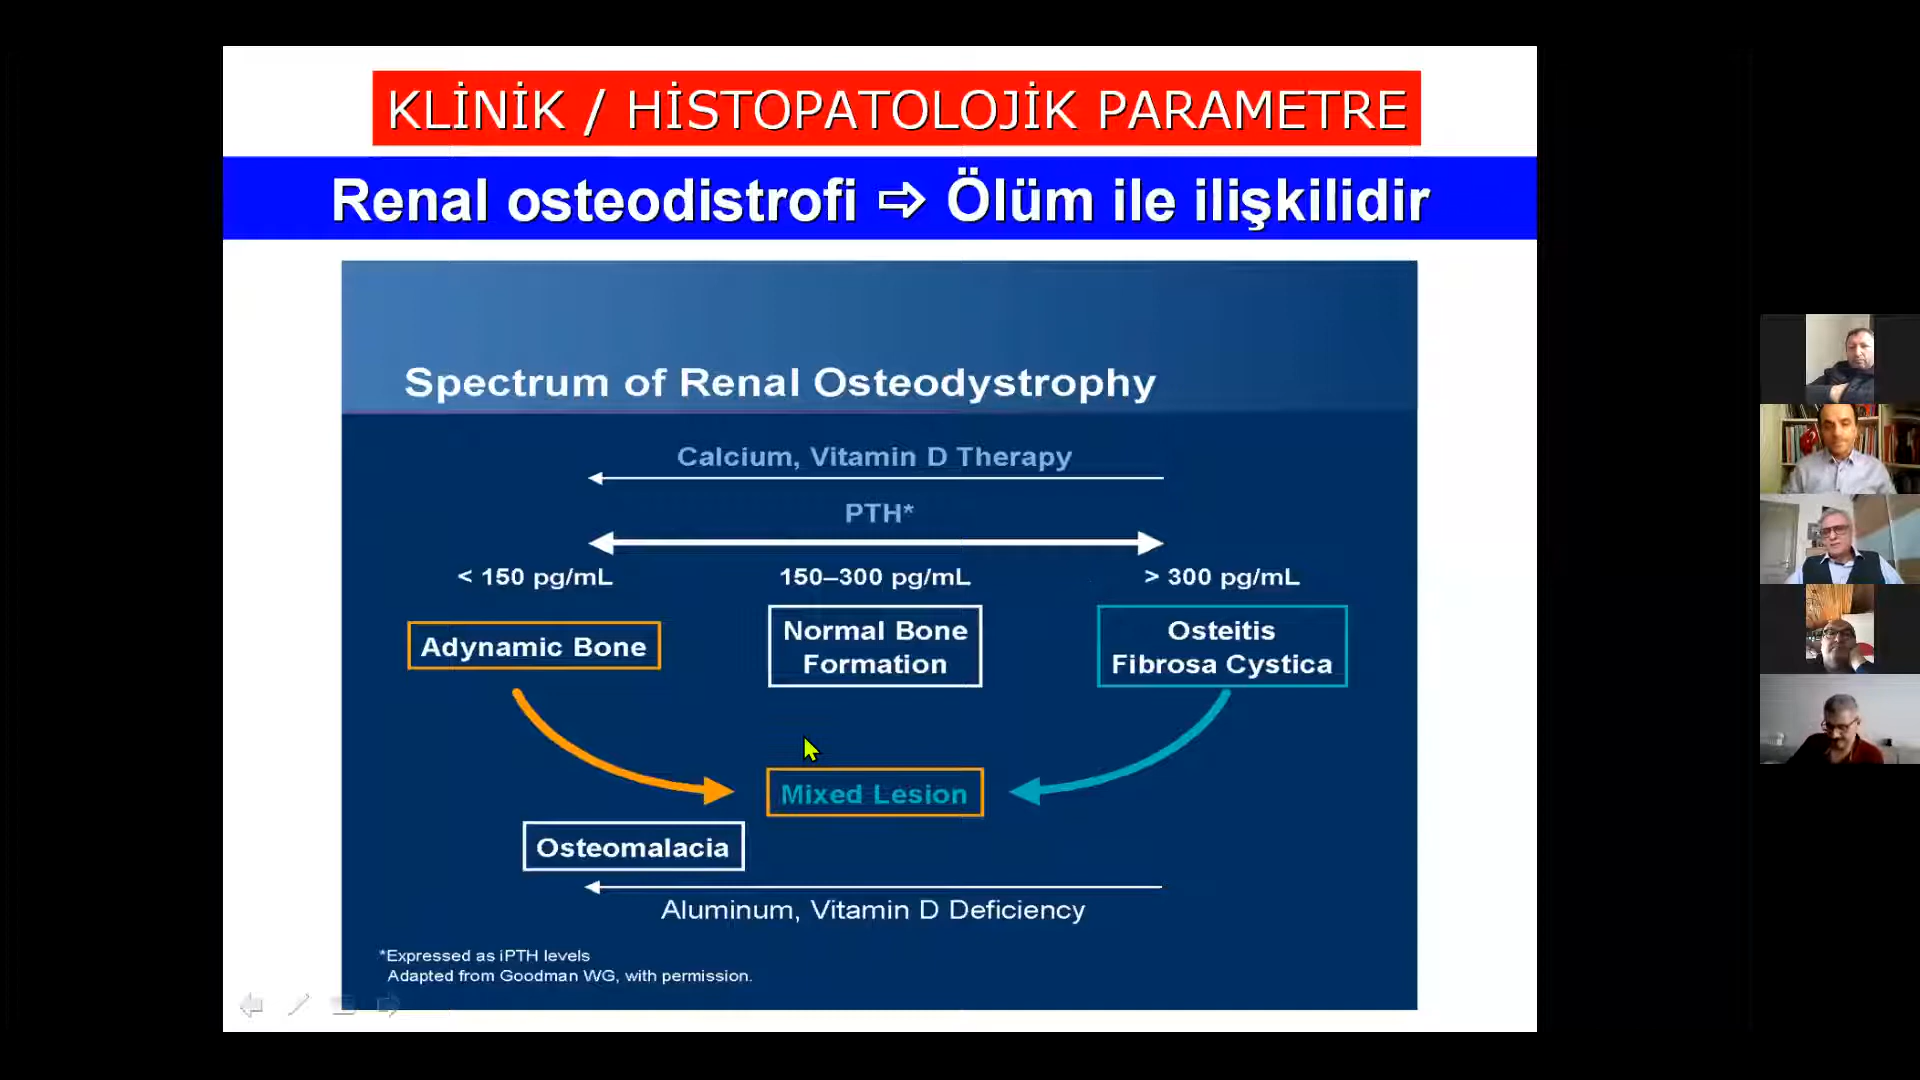 KLİNİK / HİSTOPATOLOJİK PARAMETRE
Renal osteodistrofi ⇨ Ölüm ile ilişkilidir
Spectrum of Renal Osteodystrophy
Calcium, Vitamin D Therapy
PTH*
< 150 pg/mL
150–300 pg/mL
> 300 pg/mL
Adynamic Bone
Normal Bone
Formation
Osteitis
Fibrosa Cystica
Mixed Lesion
Osteomalacia
Aluminum, Vitamin D Deficiency
*Expressed as iPTH levels
Adapted from Goodman WG, with permission.